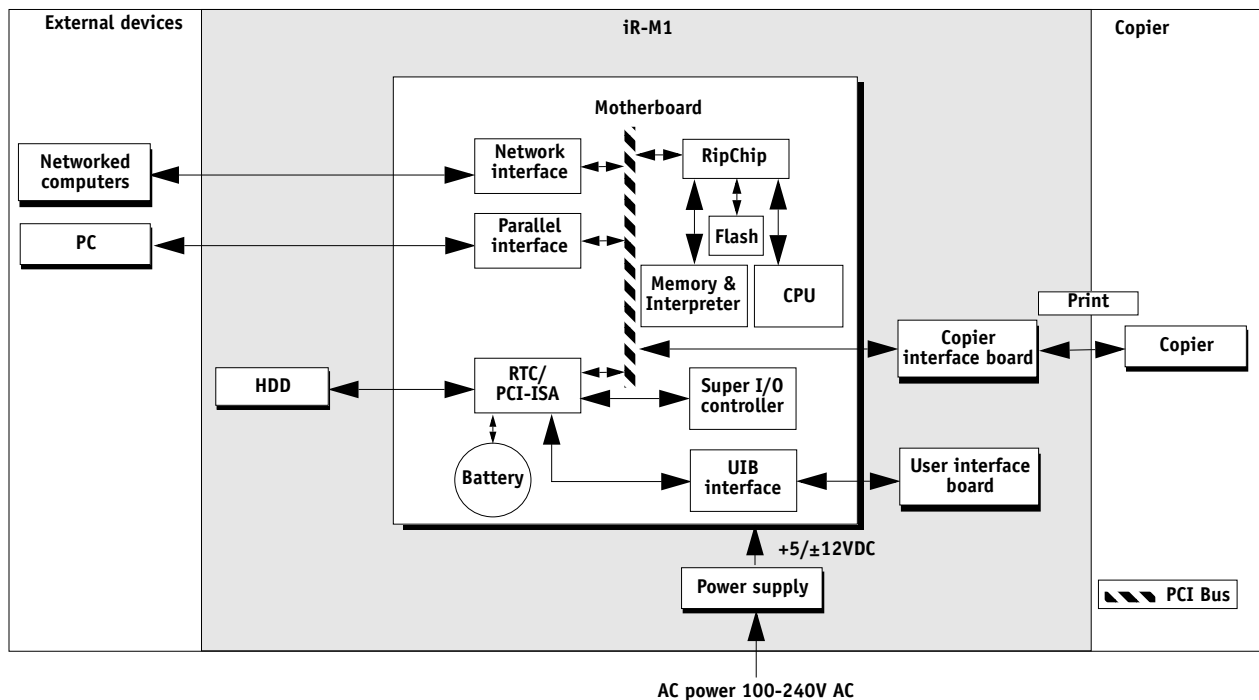 External devices
iR-M1
Copier
Motherboard
Networked
computers
Network
interface
RipChip
PC
Parallel
interface
Flash
Memory &
Interpreter
CPU
Print
Copier
interface board
Copier
HDD
RTC/
PCI-ISA
Super I/O
controller
Battery
UIB
interface
User interface
board
+5/±12VDC
Power supply
PCI Bus
AC power 100-240V AC